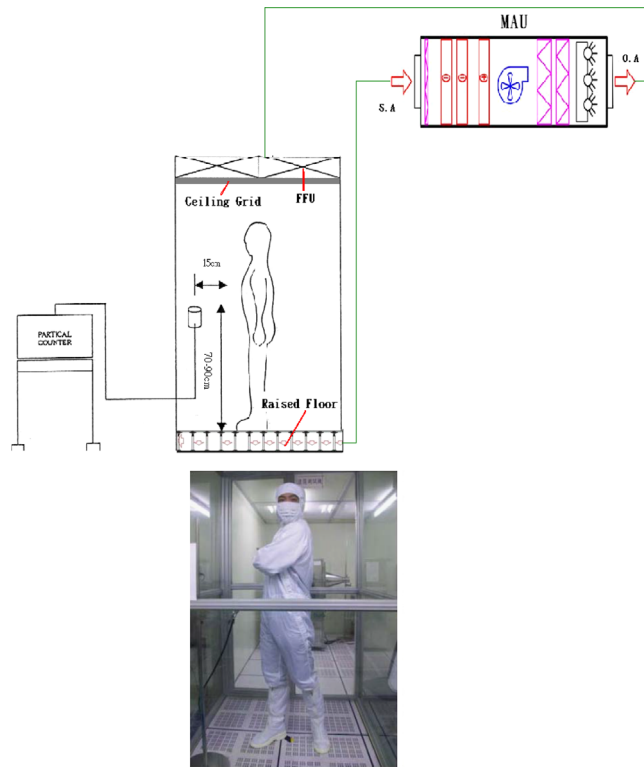 MAU
O.A
S.A
Ceiling Grid
FFU
15cm
PARTICAL
COUNTER
70-90cm
Raised Floor